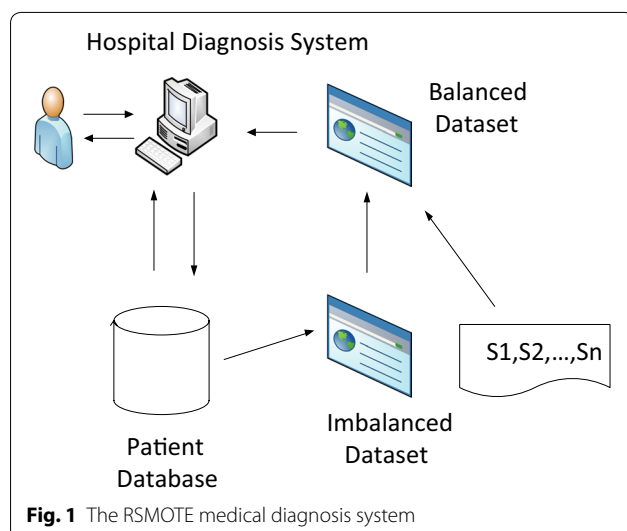 Hospital Diagnosis System
Balanced
Dataset
S1,S2,...,Sn
Patient
Database
Imbalanced
Dataset
Fig. 1 The RSMOTE medical diagnosis system